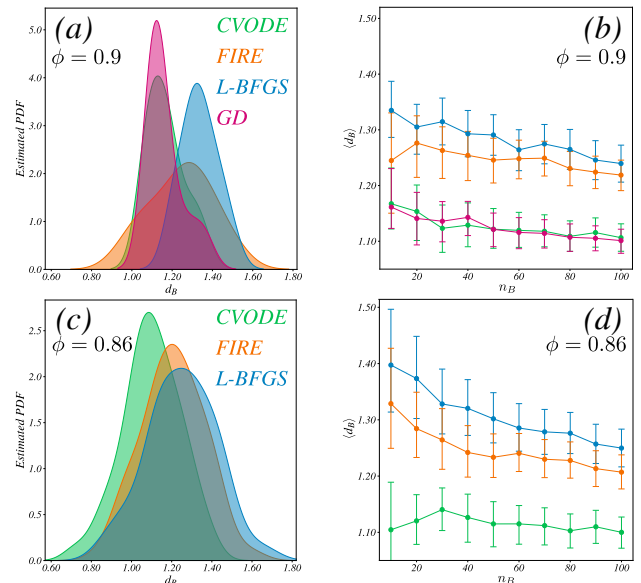 (a)
ϕ = 0.9
CVODE
FIRE
L-BFGS
GD
Estimated PDF
5.0
4.0
3.0
2.0
1.0
0.0
0.60 0.80 1.00 1.20 1.40 1.60 1.80
d_B
(b)
ϕ = 0.9
⟨d_B⟩
1.50
1.40
1.30
1.20
1.10
20 40 60 80 100
n_B
(c)
ϕ = 0.86
CVODE
FIRE
L-BFGS
Estimated PDF
2.5
2.0
1.5
1.0
0.5
0.0
0.60 0.80 1.00 1.20 1.40 1.60 1.80
d_B
(d)
ϕ = 0.86
⟨d_B⟩
1.50
1.40
1.30
1.20
1.10
20 40 60 80 100
n_B